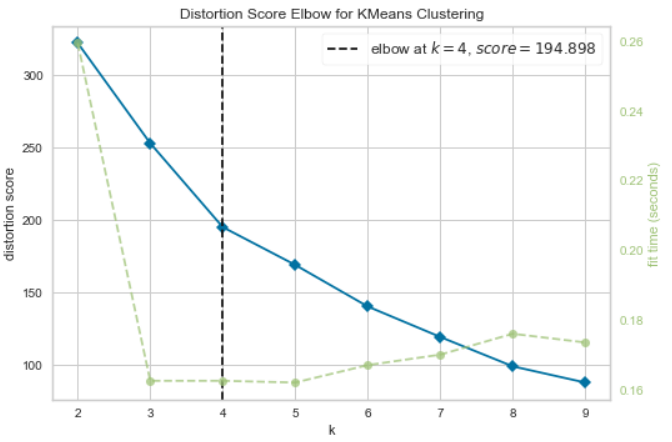 Distortion Score Elbow for KMeans Clustering
elbow at k = 4, score = 194.898
distortion score
300
250
200
150
100
0.26
0.24
0.22
0.20
0.18
0.16
fit time (seconds)
2 3 4 5 6 7 8 9
k